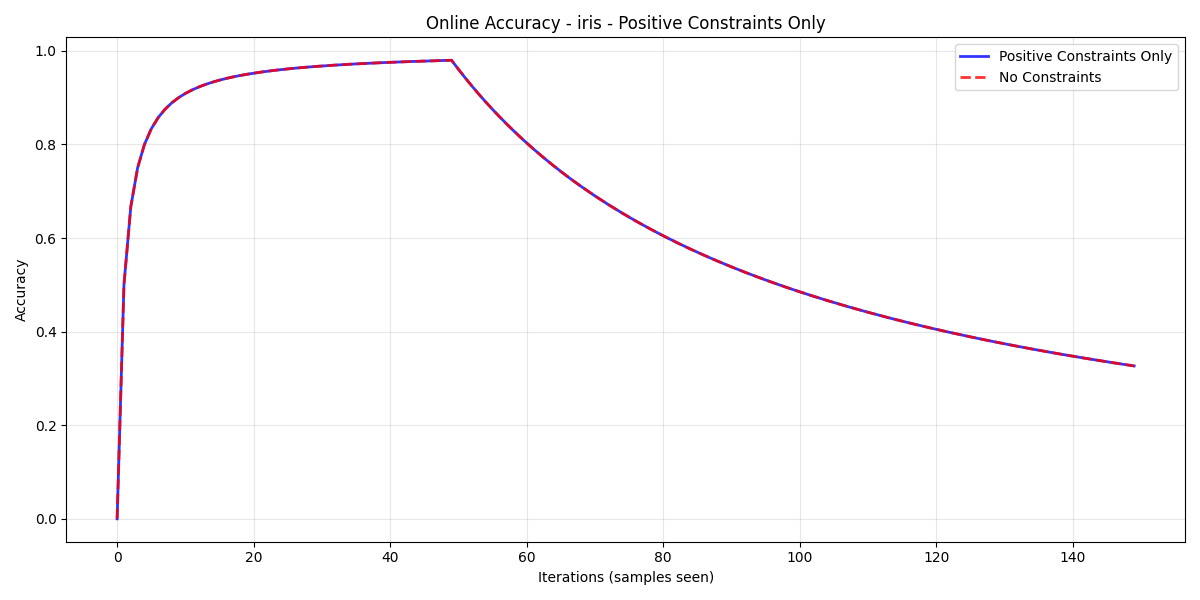 Online Accuracy - iris - Positive Constraints Only
Positive Constraints Only
No Constraints
Accuracy
1.0
0.8
0.6
0.4
0.2
0.0
0 20 40 60 80 100 120 140
Iterations (samples seen)